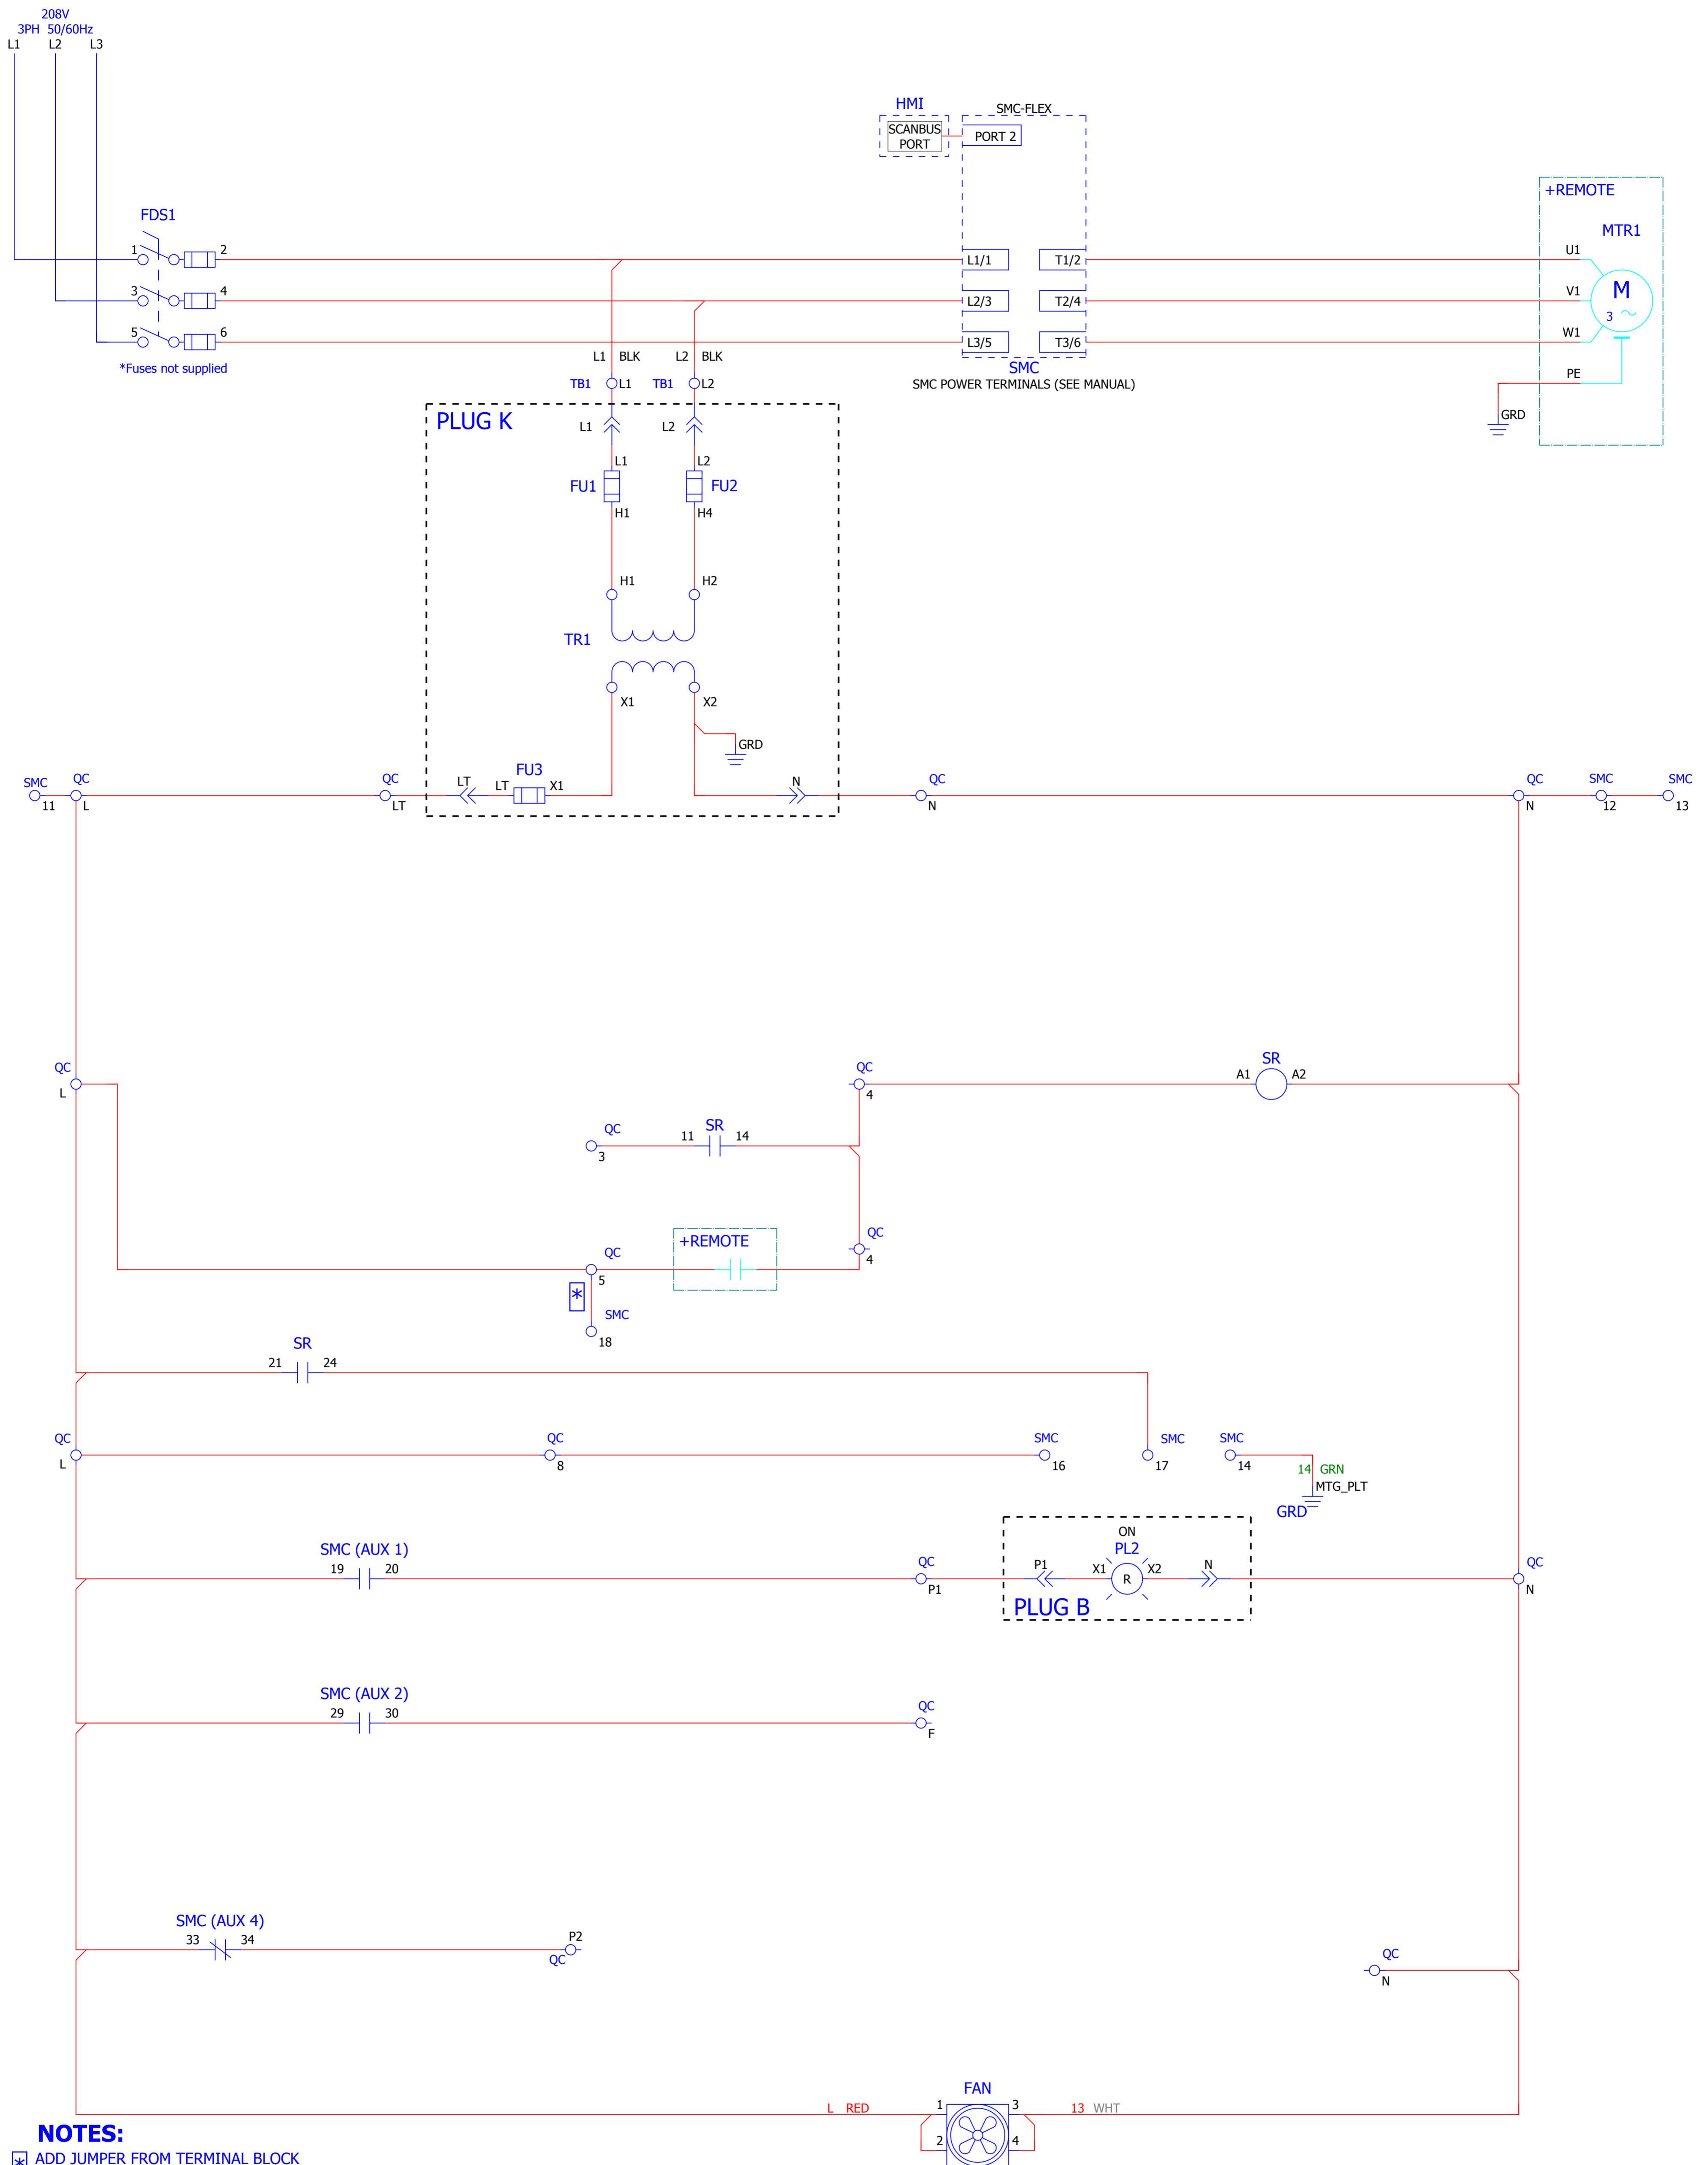 208V
3PH 50/60Hz
L1 L2 L3
HMI
SMC-FLEX
SCANBUS
PORT
PORT 2
+REMOTE
FDS1
MTR1
1 2
L1/1 T1/2
U1
3 4
L2/3 T2/4
V1
M
3
5 6
L3/5 T3/6
W1
*Fuses not supplied
L1 BLK L2 BLK
SMC
SMC POWER TERMINALS (SEE MANUAL)
PE
GRD
TB1 L1 TB1 L2
PLUG K
L1 L2
L1 L2
FU1 FU2
H1 H4
H1 H2
TR1
X1 X2
GRD
SMC QC QC FU3 QC QC SMC SMC
LT LT X1 N
11 L LT N N 12 13
QC QC SR
A1 A2
L 4
QC SR
11 14
3
QC +REMOTE QC
4
5
*
SMC
18
SR
21 24
QC QC SMC SMC SMC
L 8 16 17 14
14 GRN
MTG_PLT
GRD
ON
PL2
SMC (AUX 1)
19 20
QC P1 X1 R X2 N QC
P1 N
PLUG B
SMC (AUX 2)
29 30
QC
F
SMC (AUX 4)
33 34
P2
QC
QC
N
FAN
L RED 1 3 13 WHT
2 4
NOTES:
* ADD JUMPER FROM TERMINAL BLOCK